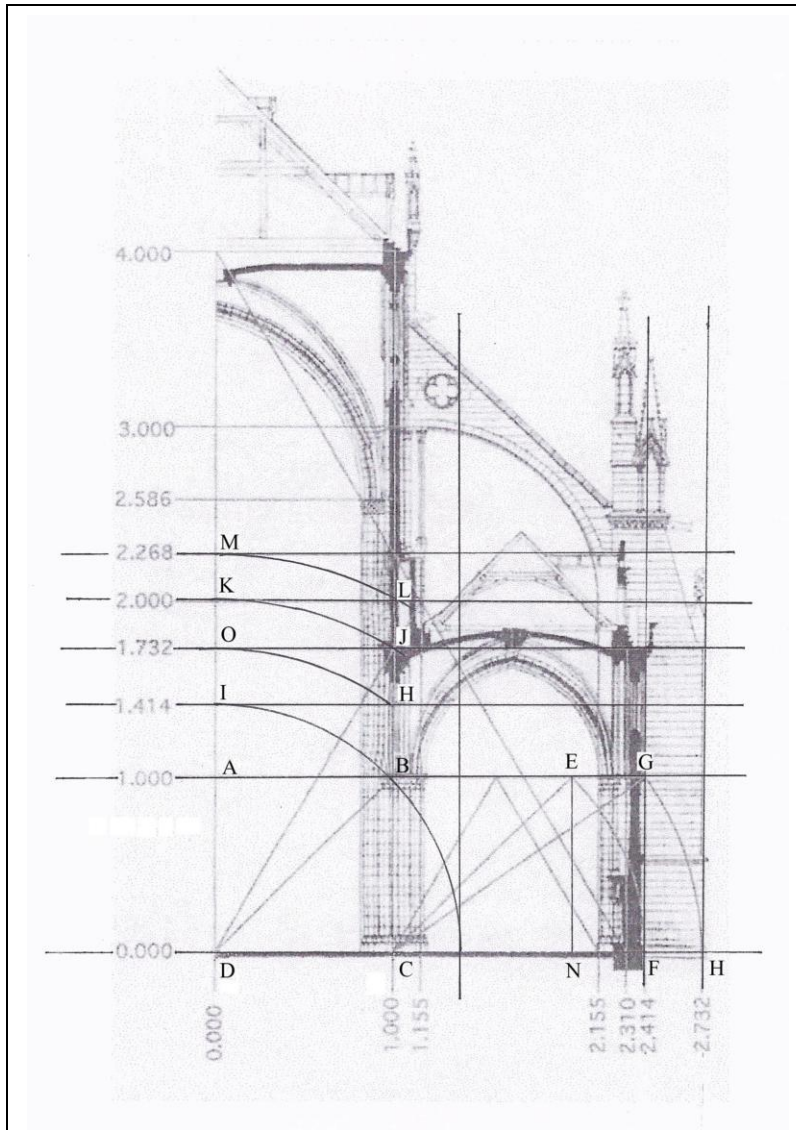 4.000
3.000
2.586
2.268 M
2.000 K L
1.732 O J
1.414 I H
1.000 A B E G
0.000
D C N F H
0.000 1.000 1.155 2.155 2.310 2.414 2.732